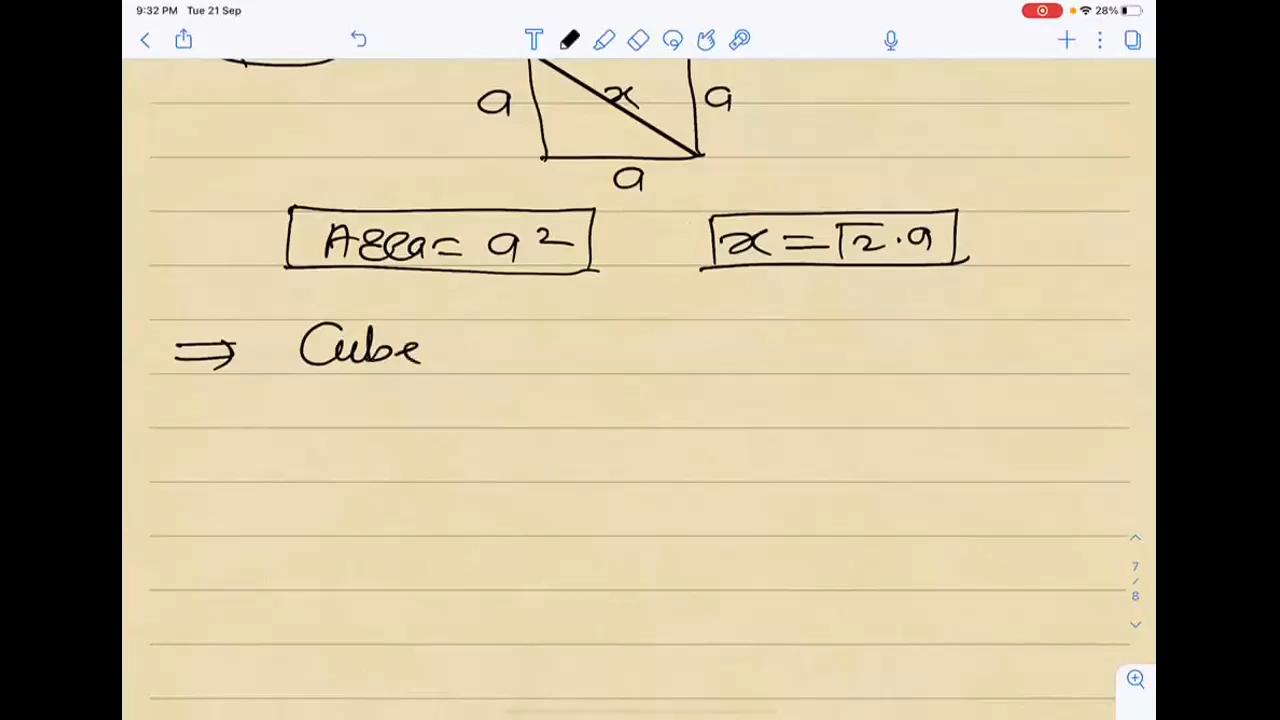 9:32 PM Tue 21 Sep 28%
a x a
a
Area = a² x = √2 . a
⇒ Cube
7
/
8